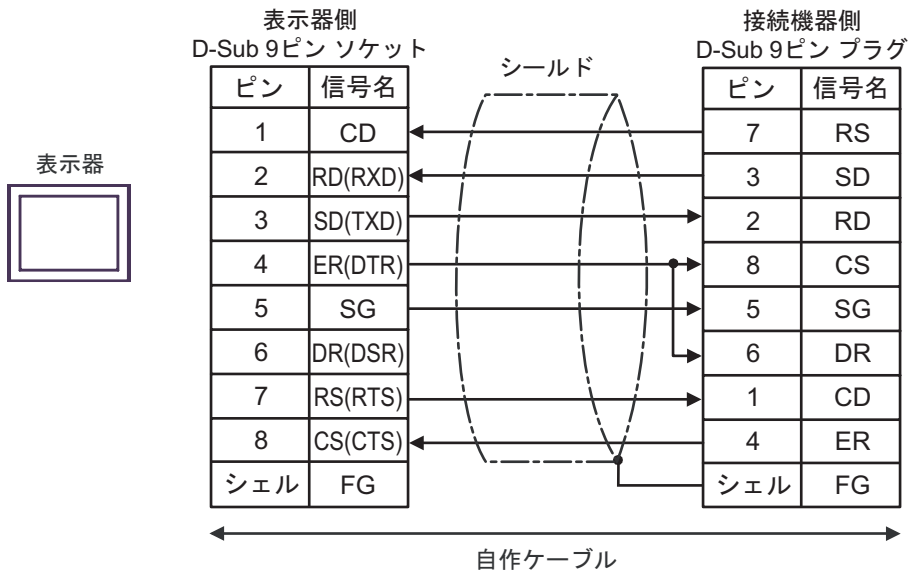 表示器側
D-Sub 9ピン ソケット
接続機器側
D-Sub 9ピン プラグ
シールド
表示器
ピン 信号名 ピン 信号名
1 CD 7 RS
2 RD(RXD) 3 SD
3 SD(TXD) 2 RD
4 ER(DTR) 8 CS
5 SG 5 SG
6 DR(DSR) 6 DR
7 RS(RTS) 1 CD
8 CS(CTS) 4 ER
シェル FG シェル FG
自作ケーブル